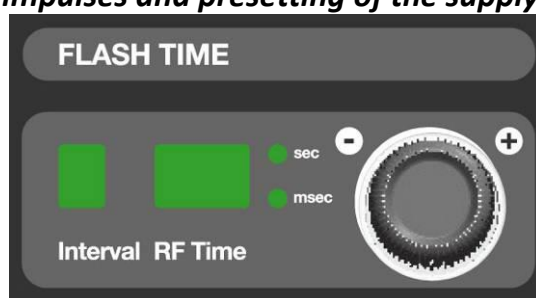 impulses and presetting of the supply
FLASH TIME
sec
- +
msec
Interval RF Time